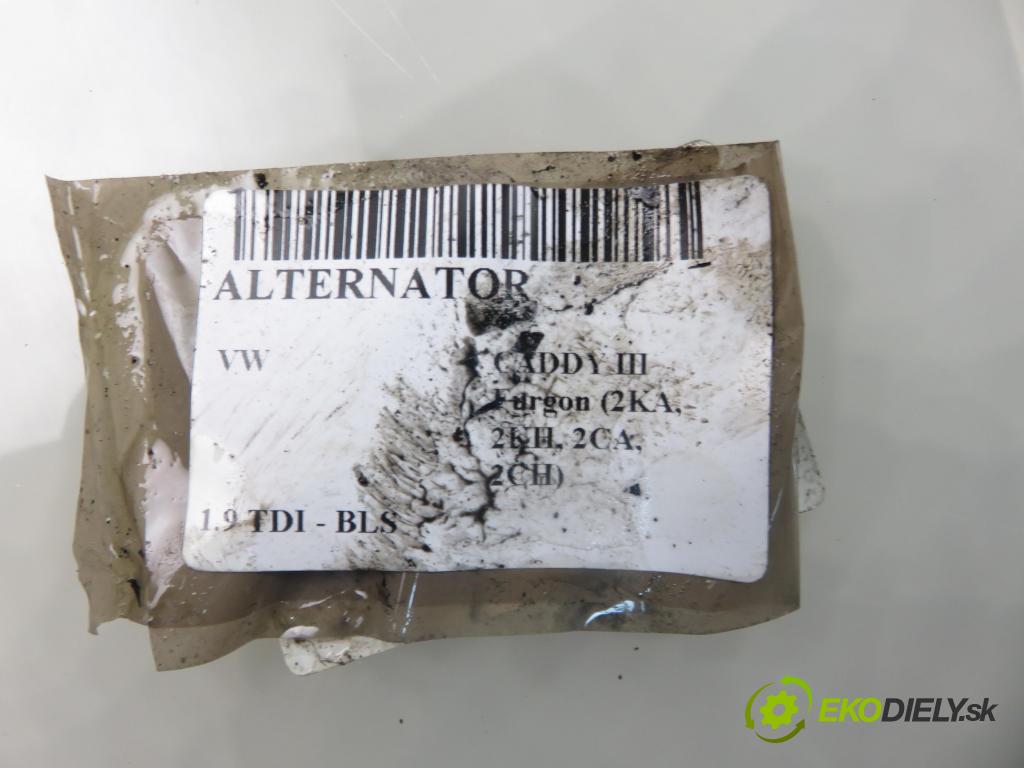 ALTERNATOR
VW
CADDY III
Furgon (2KA,
2KH, 2CA,
2CH)
1.9 TDI - BLS
EKODIELY.sk